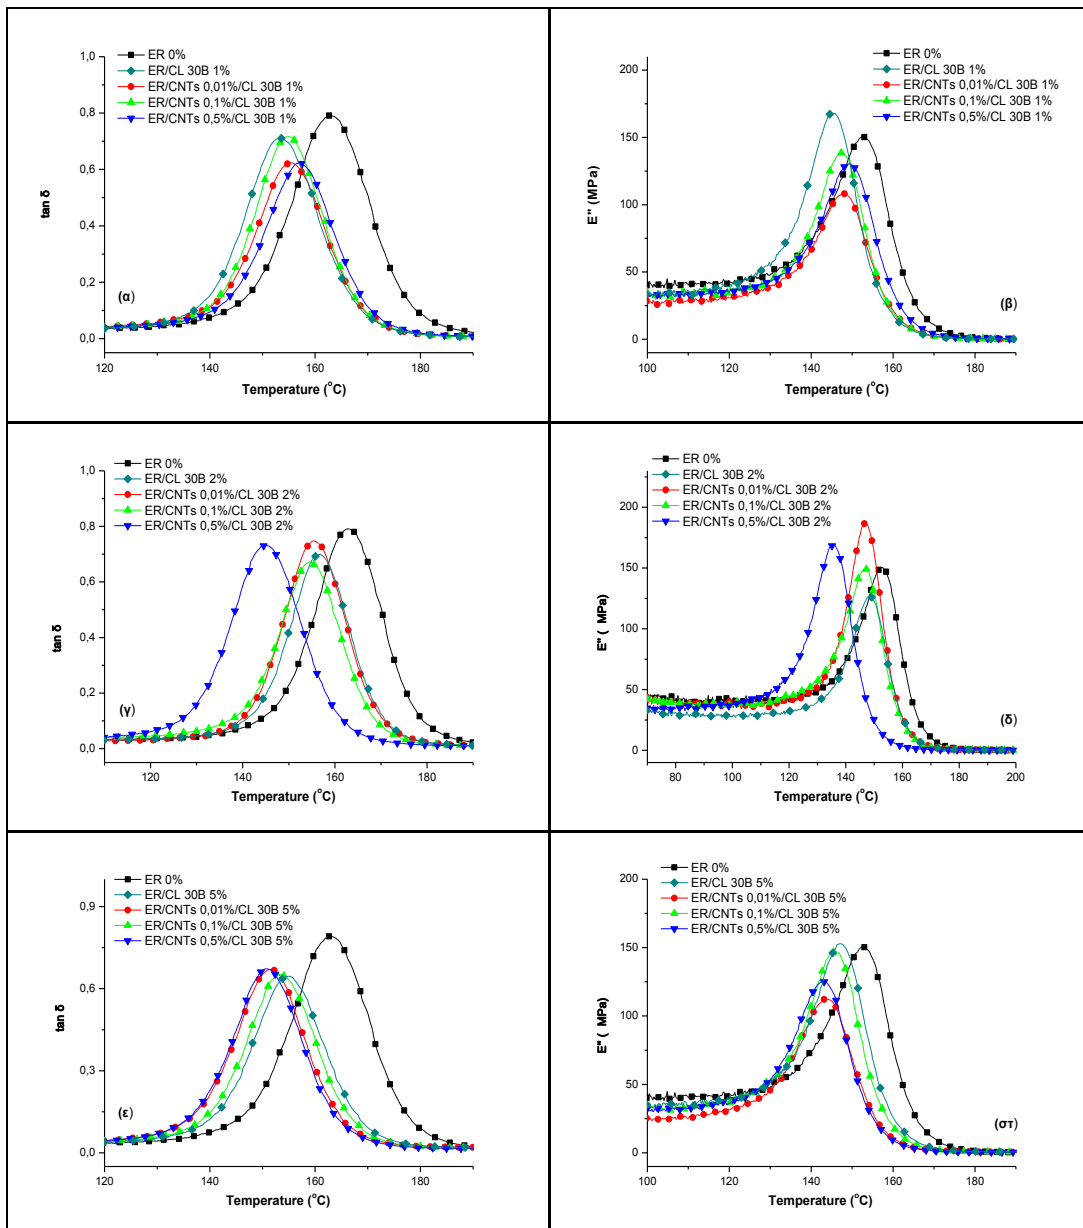 1,0
0,8
0,6
0,4
0,2
0,0
tan δ
ER 0%
ER/CL 30B 1%
ER/CNTs 0,01%/CL 30B 1%
ER/CNTs 0,1%/CL 30B 1%
ER/CNTs 0,5%/CL 30B 1%
(α)
120 140 160 180
Temperature (°C)
200
150
100
50
0
E'' (MPa)
ER 0%
ER/CL 30B 1%
ER/CNTs 0,01%/CL 30B 1%
ER/CNTs 0,1%/CL 30B 1%
ER/CNTs 0,5%/CL 30B 1%
(β)
100 120 140 160 180
Temperature (°C)
1,0
0,8
0,6
0,4
0,2
0,0
tan δ
ER 0%
ER/CL 30B 2%
ER/CNTs 0,01%/CL 30B 2%
ER/CNTs 0,1%/CL 30B 2%
ER/CNTs 0,5%/CL 30B 2%
(γ)
120 140 160 180
Temperature (°C)
200
150
100
50
0
E'' ( MPa)
ER 0%
ER/CL 30B 2%
ER/CNTs 0,01%/CL 30B 2%
ER/CNTs 0,1%/CL 30B 2%
ER/CNTs 0,5%/CL 30B 2%
(δ)
80 100 120 140 160 180 200
Temperature (°C)
0,9
0,6
0,3
0,0
tan δ
ER 0%
ER/CL 30B 5%
ER/CNTs 0,01%/CL 30B 5%
ER/CNTs 0,1%/CL 30B 5%
ER/CNTs 0,5%/CL 30B 5%
(ε)
120 140 160 180
Temperature (°C)
200
150
100
50
0
E'' ( MPa)
ER 0%
ER/CL 30B 5%
ER/CNTs 0,01%/CL 30B 5%
ER/CNTs 0,1%/CL 30B 5%
ER/CNTs 0,5%/CL 30B 5%
(στ)
100 120 140 160 180
Temperature (°C)